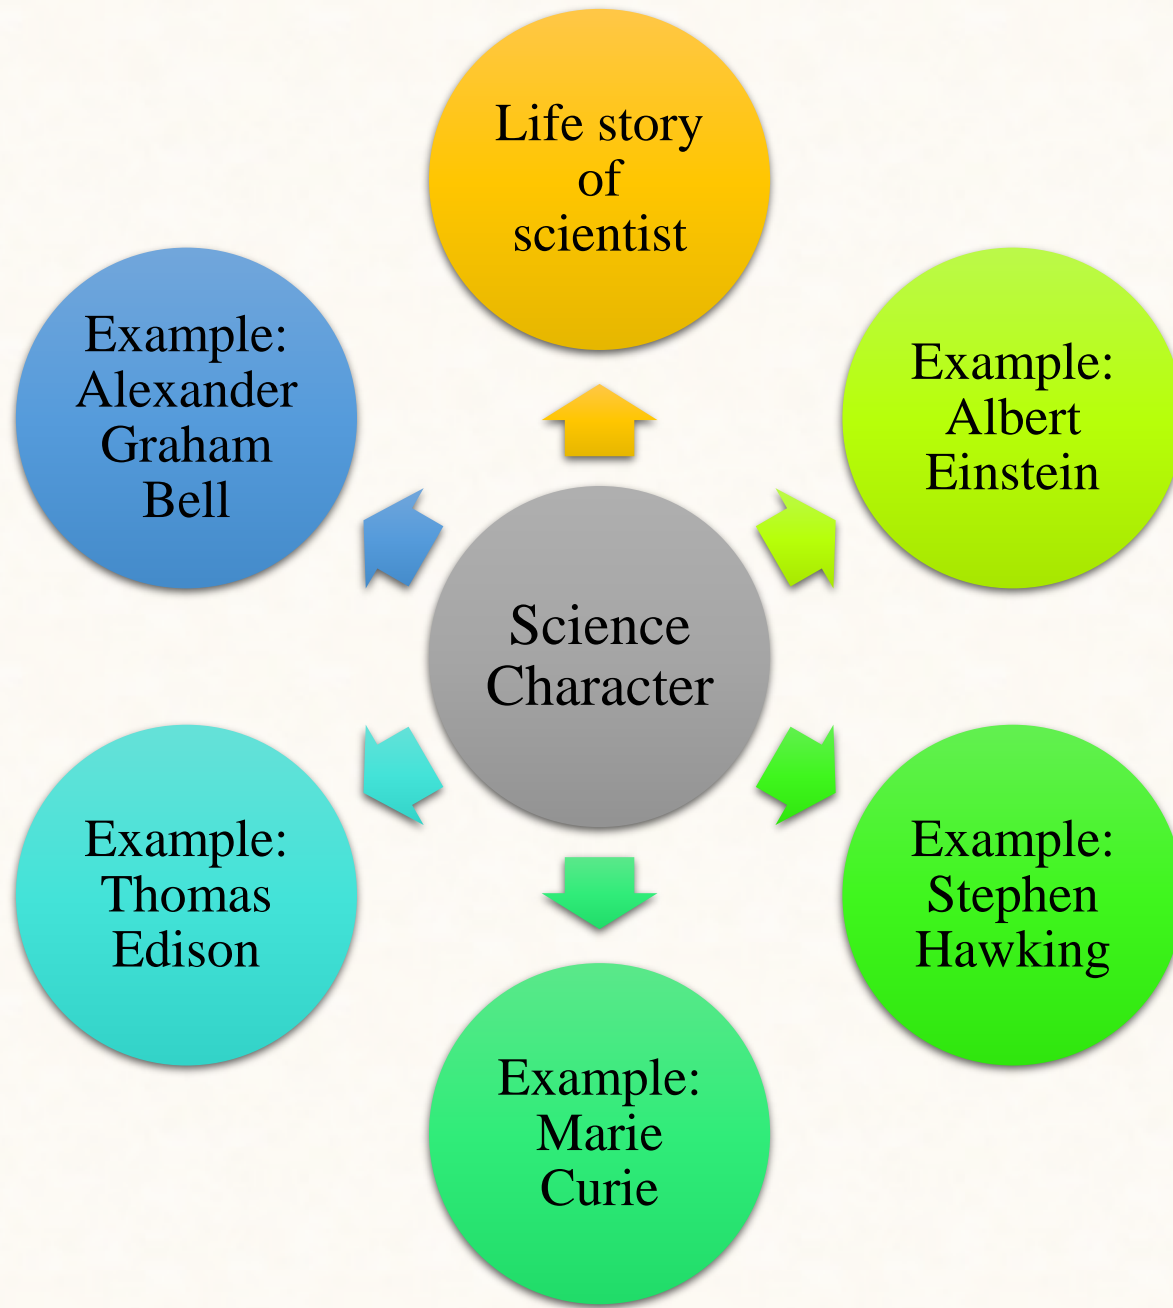 Life story
of
scientist
Example:
Albert
Einstein
Example:
Stephen
Hawking
Example:
Marie
Curie
Example:
Thomas
Edison
Example:
Alexander
Graham
Bell
Science
Character